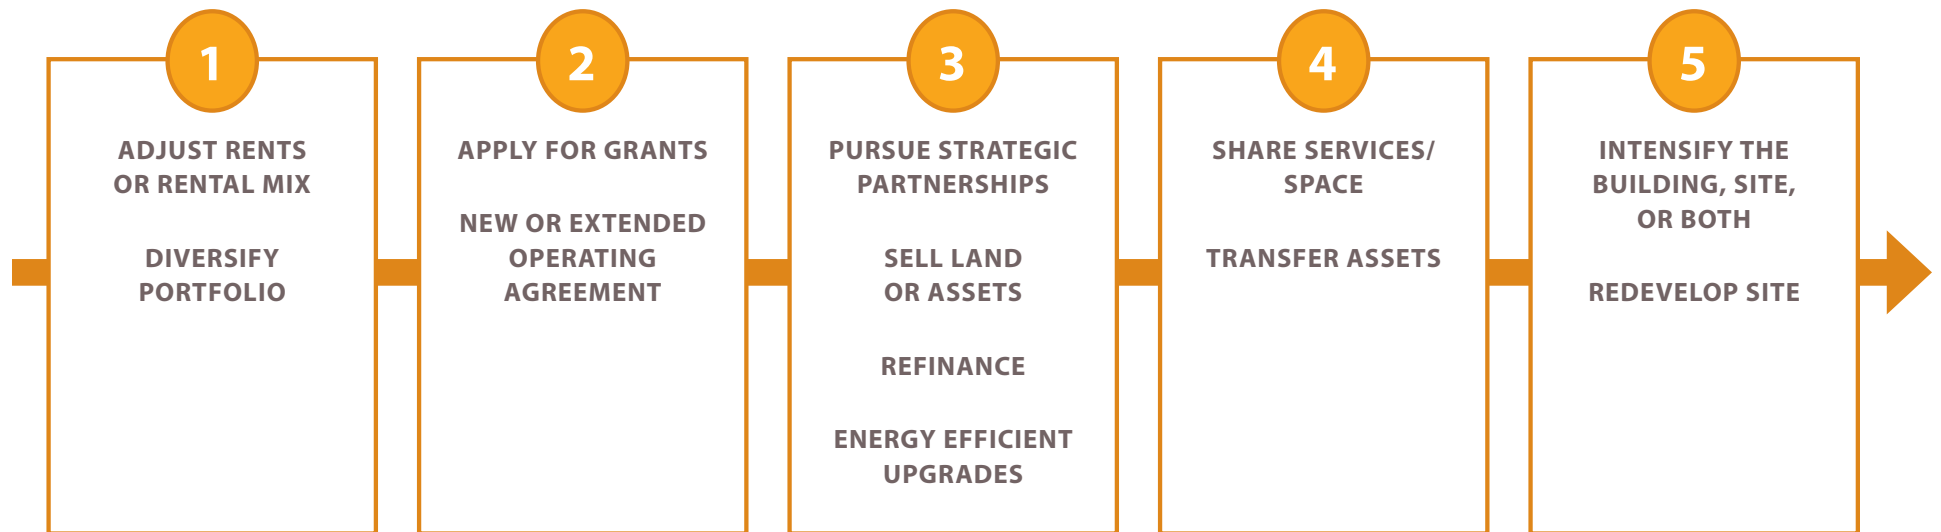 1
ADJUST RENTS
OR RENTAL MIX
DIVERSIFY
PORTFOLIO
2
APPLY FOR GRANTS
NEW OR EXTENDED
OPERATING
AGREEMENT
3
PURSUE STRATEGIC
PARTNERSHIPS
SELL LAND
OR ASSETS
REFINANCE
ENERGY EFFICIENT
UPGRADES
4
SHARE SERVICES/
SPACE
TRANSFER ASSETS
5
INTENSIFY THE
BUILDING, SITE,
OR BOTH
REDEVELOP SITE